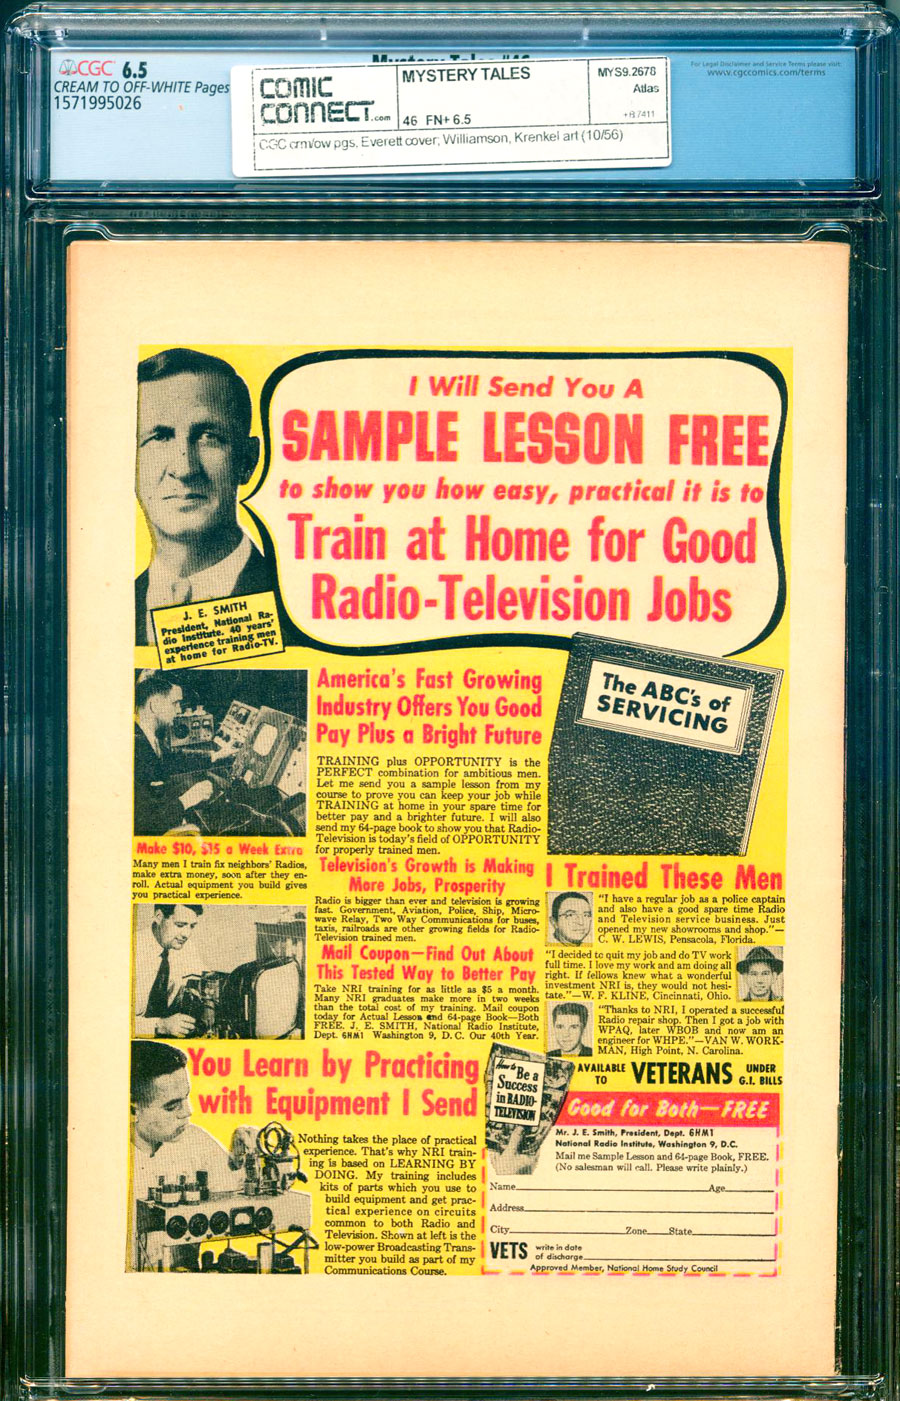 CGC 6.5
CREAM TO OFF-WHITE Pages
1571995026
COMIC
CONNECT.com
MYSTERY TALES
46 FN+ 6.5
MYS9.2678
Atlas
CGC crm/ow pgs. Everett cover; Williamson, Krenkel art (10/56)
For Legal Disclaimer and Service Terms please visit:
www.cgccomics.com/terms
I Will Send You A
SAMPLE LESSON FREE
to show you how easy, practical it is to
Train at Home for Good
Radio-Television Jobs
J. E. SMITH
President, National Ra-
dio Institute. 40 years'
experience training men
at home for Radio-TV.
America's Fast Growing
Industry Offers You Good
Pay Plus a Bright Future
TRAINING plus OPPORTUNITY is the
PERFECT combination for ambitious men.
Let me send you a sample lesson from my
course to prove you can keep your job while
TRAINING at home in your spare time for
better pay and a brighter future. I will also
send my 64-page book to show you that Radio-
Television is today's field of OPPORTUNITY
for properly trained men.
The ABC's of
SERVICING
Make $10, $15 a Week Extra
Many men I train fix neighbors' Radios,
make extra money, soon after they en-
roll. Actual equipment you build gives
you practical experience.
Television's Growth is Making
More Jobs, Prosperity
Radio is bigger than ever and television is growing
fast. Government, Aviation, Police, Ship, Micro-
wave Relay, Two Way Communications for buses,
taxis, railroads are other growing fields for Radio-
Television trained men.
Mail Coupon—Find Out About
This Tested Way to Better Pay
Take NRI training for as little as $5 a month.
Many NRI graduates make more in two weeks
than the total cost of my training. Mail coupon
today for Actual Lesson and 64-page Book—Both
FREE. J. E. SMITH, National Radio Institute,
Dept. 6HM1 Washington 9, D. C. Our 40th Year.
I Trained These Men
"I have a regular job as a police captain
and also have a good spare time Radio
and Television service business. Just
opened my new showrooms and shop."—
C. W. LEWIS, Pensacola, Florida.
"I decided to quit my job and do TV work
full time. I love my work and am doing all
right. If fellows knew what a wonderful
investment NRI is, they would not hesi-
tate."—W. F. KLINE, Cincinnati, Ohio.
"Thanks to NRI, I operated a successful
Radio repair shop. Then I got a job with
WPAQ, later WBOB and now am an
engineer for WHPE."—VAN W. WORK-
MAN, High Point, N. Carolina.
You Learn by Practicing
with Equipment I Send
Nothing takes the place of practical
experience. That's why NRI train-
ing is based on LEARNING BY
DOING. My training includes
kits of parts which you use to
build equipment and get prac-
tical experience on circuits
common to both Radio and
Television. Shown at left is the
low-power Broadcasting Trans-
mitter you build as part of my
Communications Course.
How to Be a
Success
in RADIO-
TELEVISION
AVAILABLE TO VETERANS UNDER G.I. BILLS
Good for Both—FREE
Mr. J. E. Smith, President, Dept. 6HM1
National Radio Institute, Washington 9, D.C.
Mail me Sample Lesson and 64-page Book, FREE.
(No salesman will call. Please write plainly.)
Name Age
Address
City Zone State
VETS write in date
of discharge
Approved Member, National Home Study Council